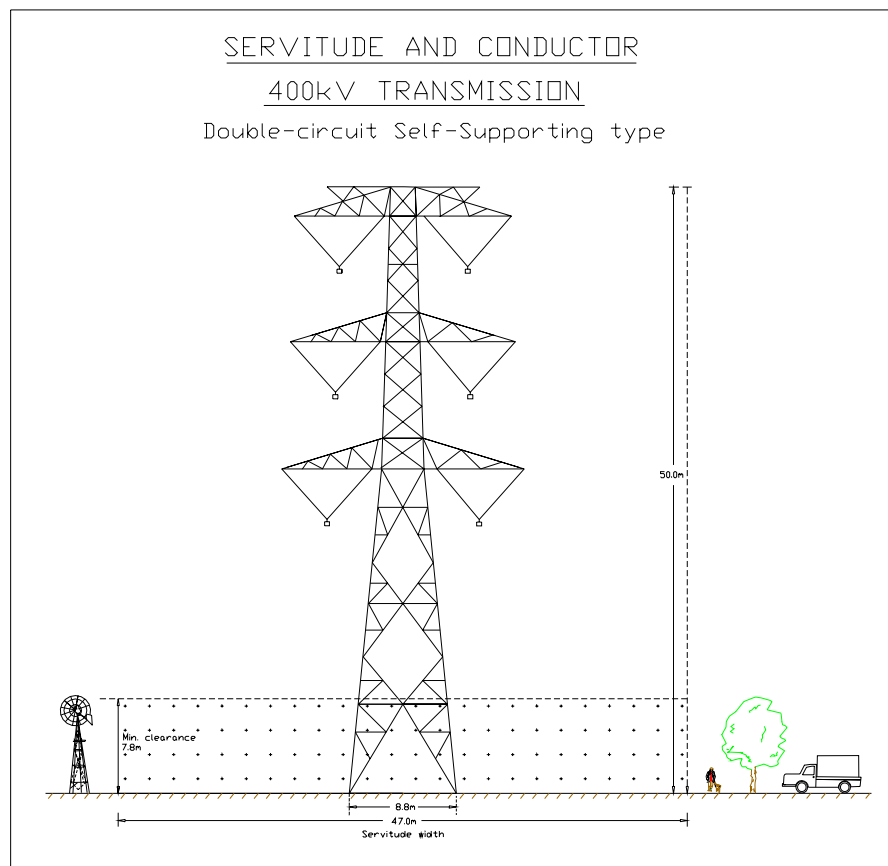 SERVITUDE AND CONDUCTOR
400kV TRANSMISSION
Double-circuit Self-Supporting type
50.0m
Min. clearance
7.8m
8.8m
47.0m
Servitude width